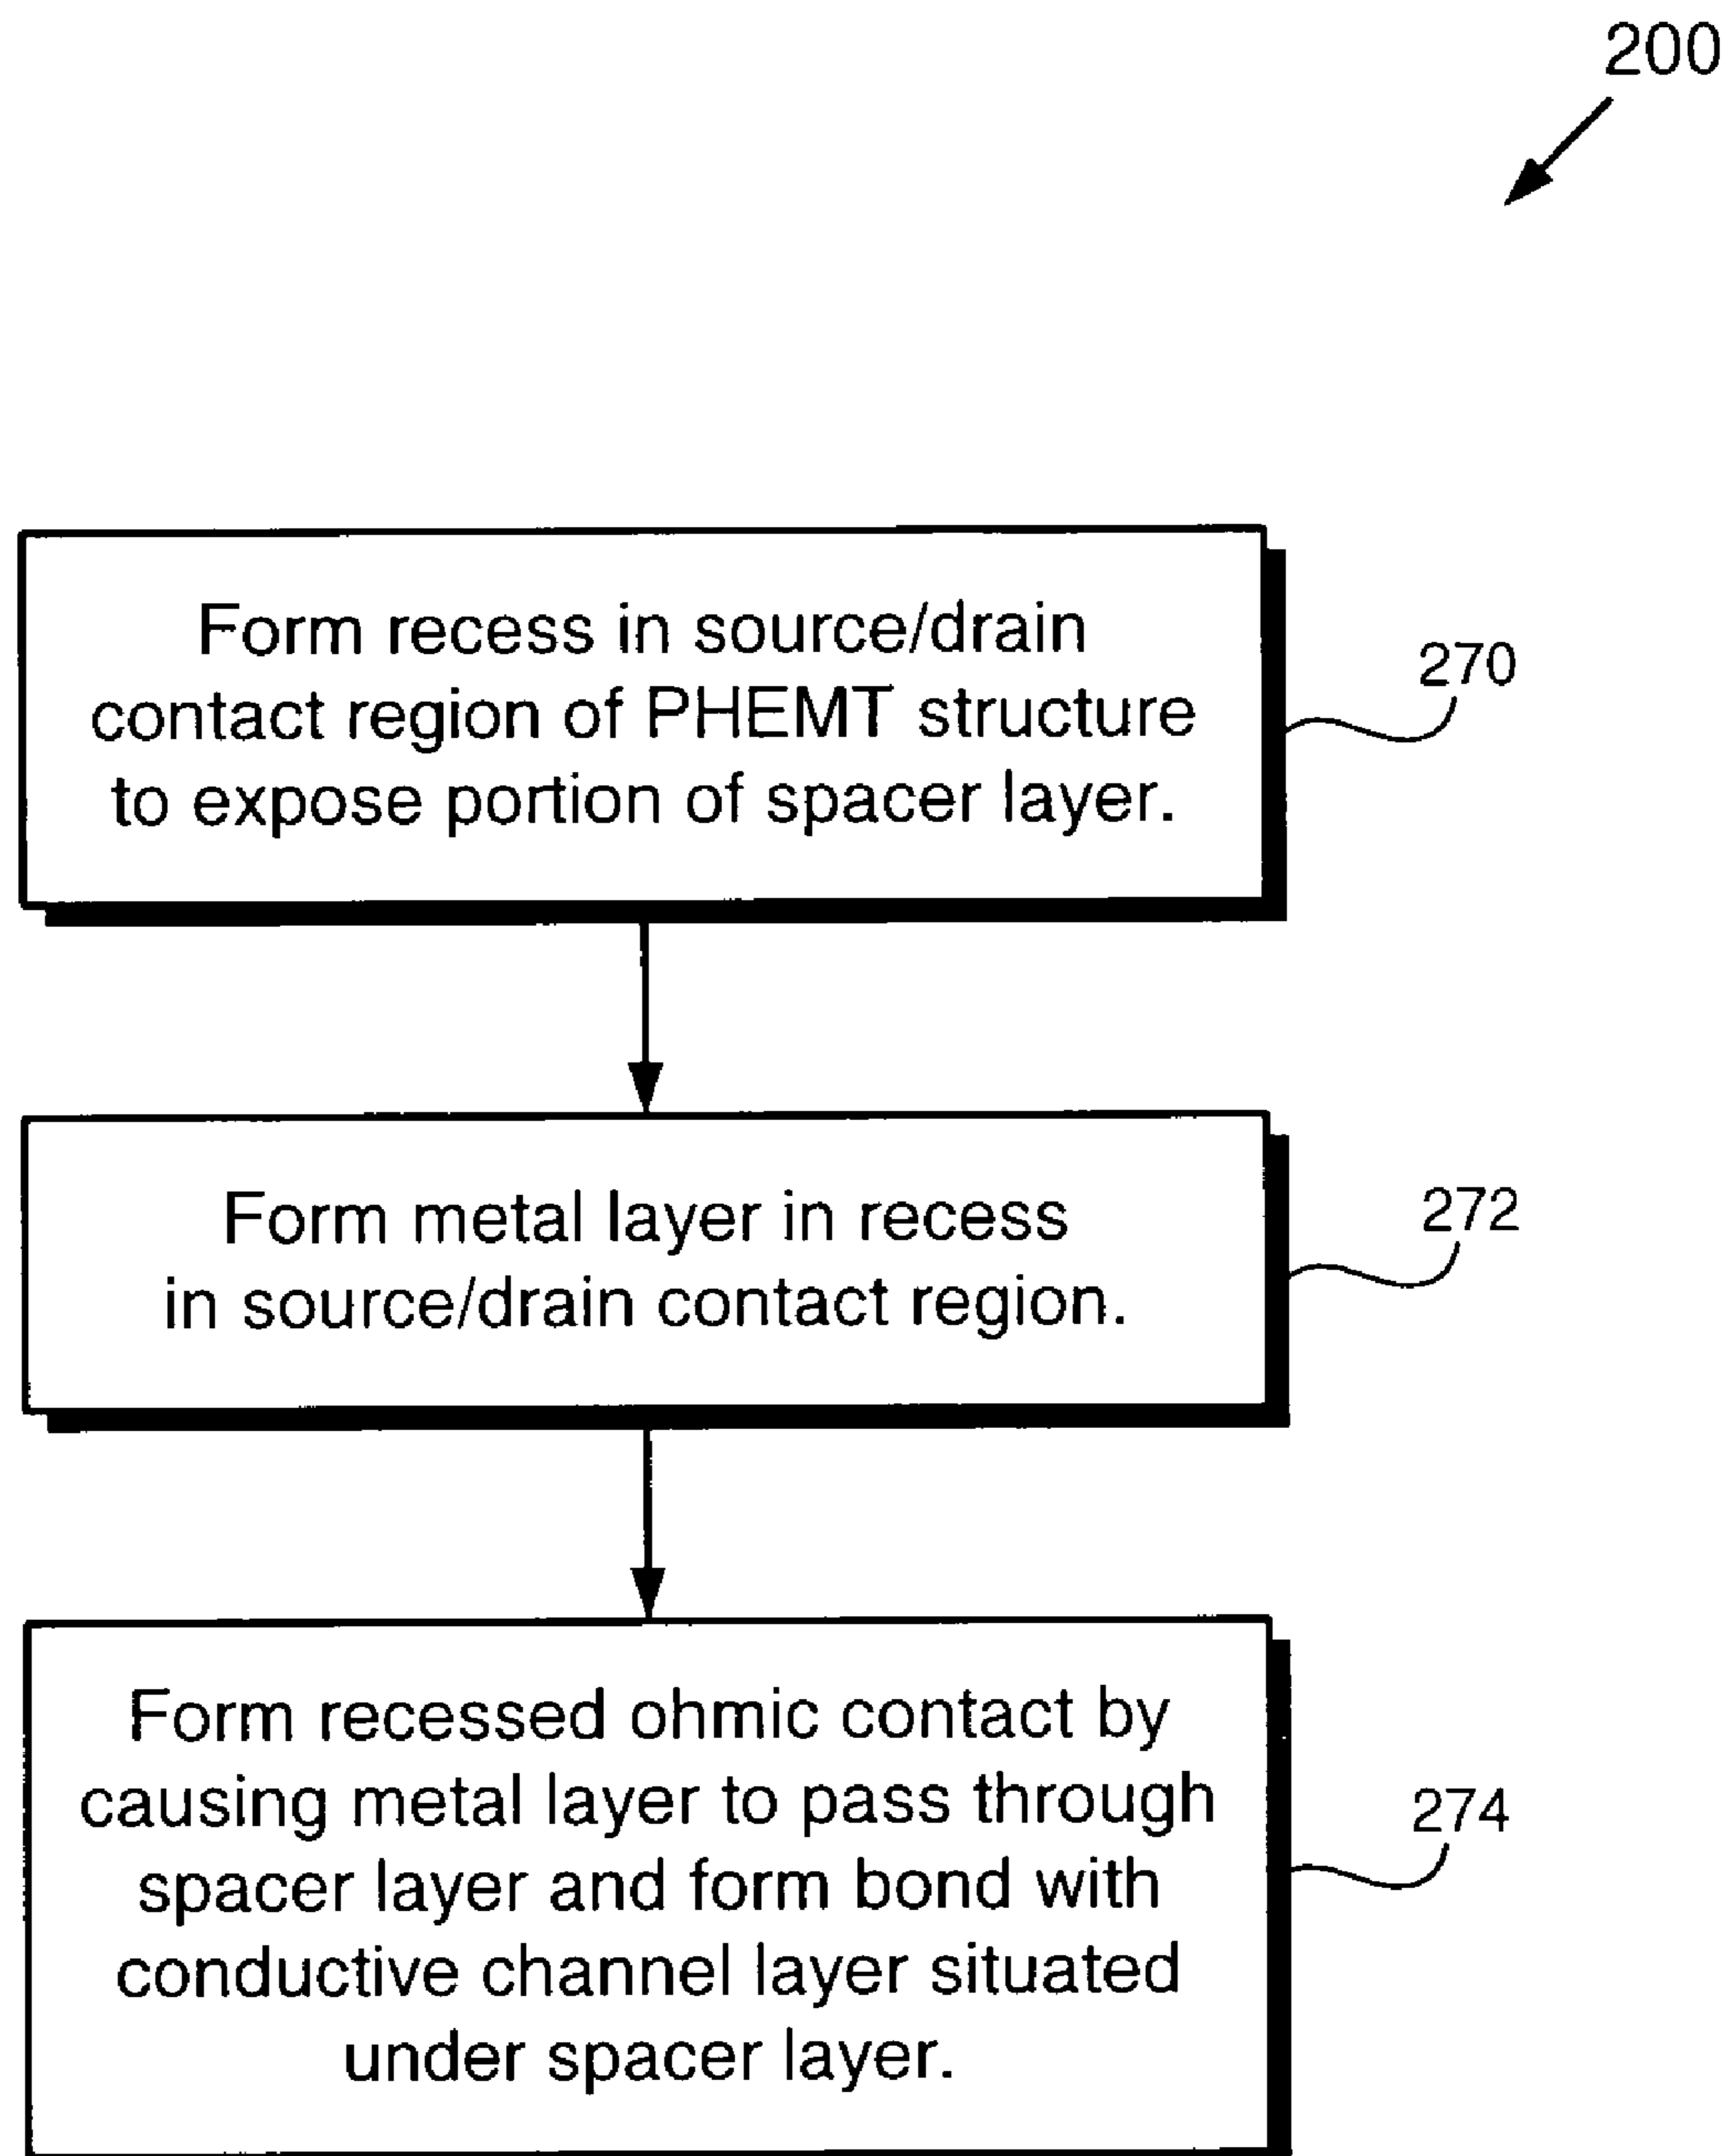 200
Form recess in source/drain
contact region of PHEMT structure
to expose portion of spacer layer.
270
Form metal layer in recess
in source/drain contact region.
272
Form recessed ohmic contact by
causing metal layer to pass through
spacer layer and form bond with
conductive channel layer situated
under spacer layer.
274